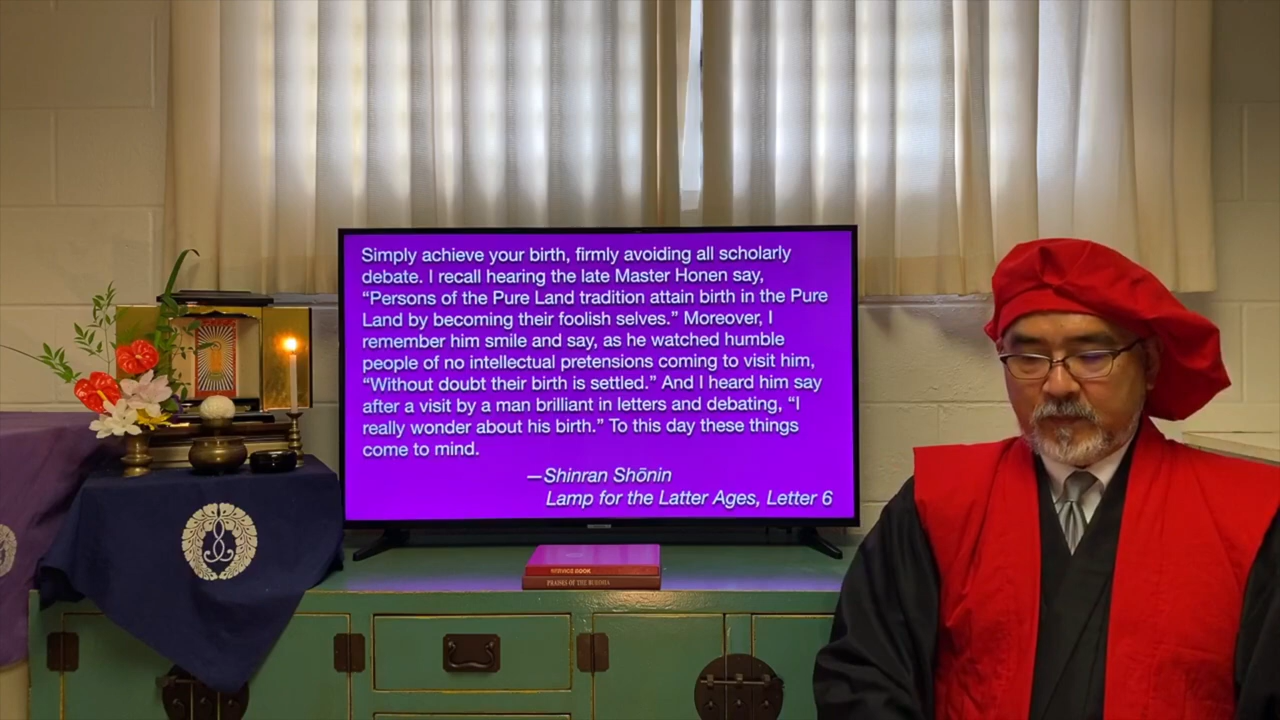 Simply achieve your birth, firmly avoiding all scholarly
debate. I recall hearing the late Master Honen say,
“Persons of the Pure Land tradition attain birth in the Pure
Land by becoming their foolish selves.” Moreover, I
remember him smile and say, as he watched humble
people of no intellectual pretensions coming to visit him,
“Without doubt their birth is settled.” And I heard him say
after a visit by a man brilliant in letters and debating, “I
really wonder about his birth.” To this day these things
come to mind.
—Shinran Shōnin
Lamp for the Latter Ages, Letter 6
SERVICE BOOK
PRAISES OF THE BUDDHA